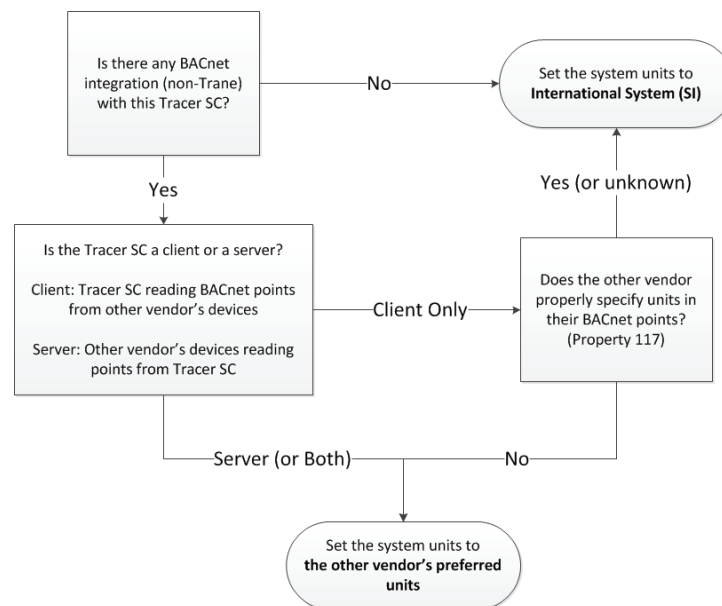 Is there any BACnet
integration (non-Trane)
with this Tracer SC?
No
Set the system units to
International System (SI)
Yes
Yes (or unknown)
Is the Tracer SC a client or a server?
Client: Tracer SC reading BACnet points
from other vendor's devices
Server: Other vendor's devices reading
points from Tracer SC
Client Only
Does the other vendor
properly specify units in
their BACnet points?
(Property 117)
Server (or Both)
No
Set the system units to
the other vendor's preferred
units